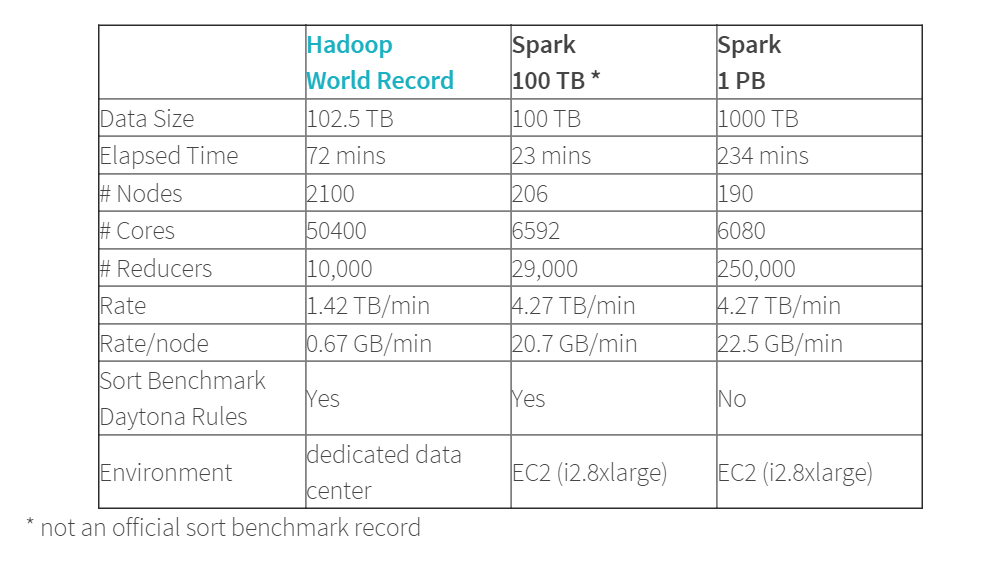 Hadoop World Record Spark 100 TB * Spark 1 PB
Data Size 102.5 TB 100 TB 1000 TB
Elapsed Time 72 mins 23 mins 234 mins
# Nodes 2100 206 190
# Cores 50400 6592 6080
# Reducers 10,000 29,000 250,000
Rate 1.42 TB/min 4.27 TB/min 4.27 TB/min
Rate/node 0.67 GB/min 20.7 GB/min 22.5 GB/min
Sort Benchmark Daytona Rules Yes Yes No
Environment dedicated data center EC2 (i2.8xlarge) EC2 (i2.8xlarge)
* not an official sort benchmark record